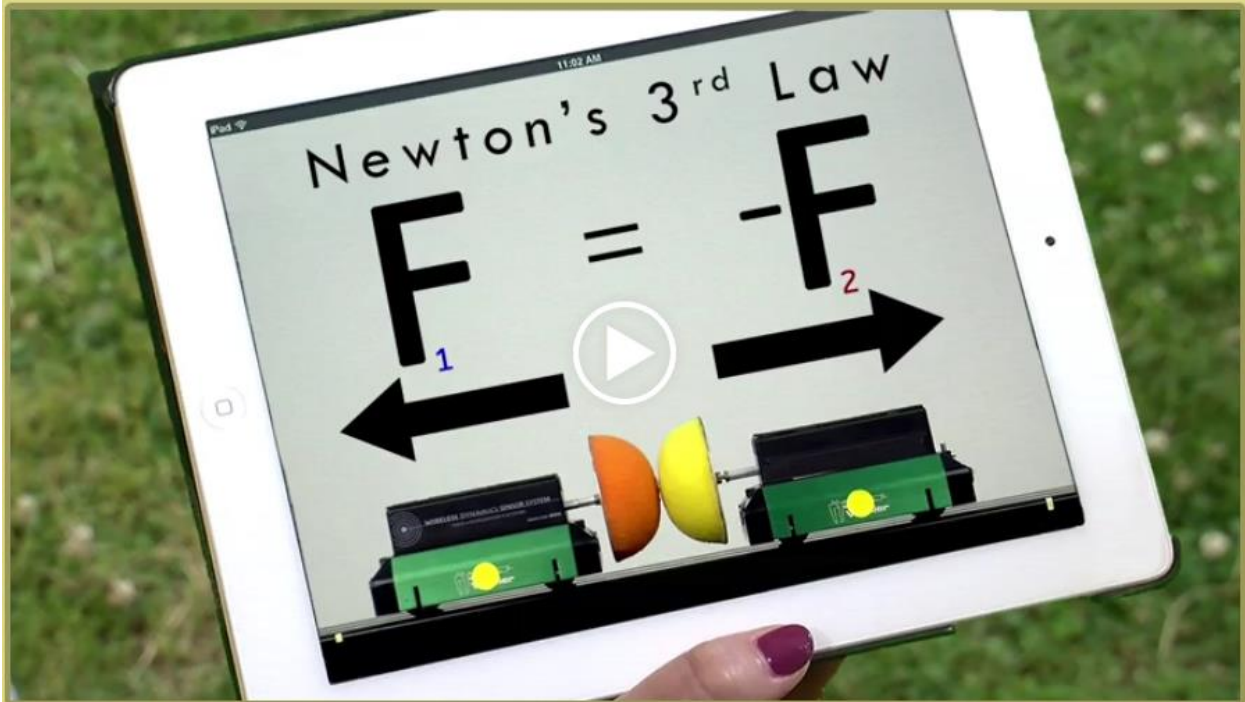 iPad
11:02 AM
Newton's 3rd Law
F1 = -F2
WIRELESS DYNAMICS SENSOR SYSTEM